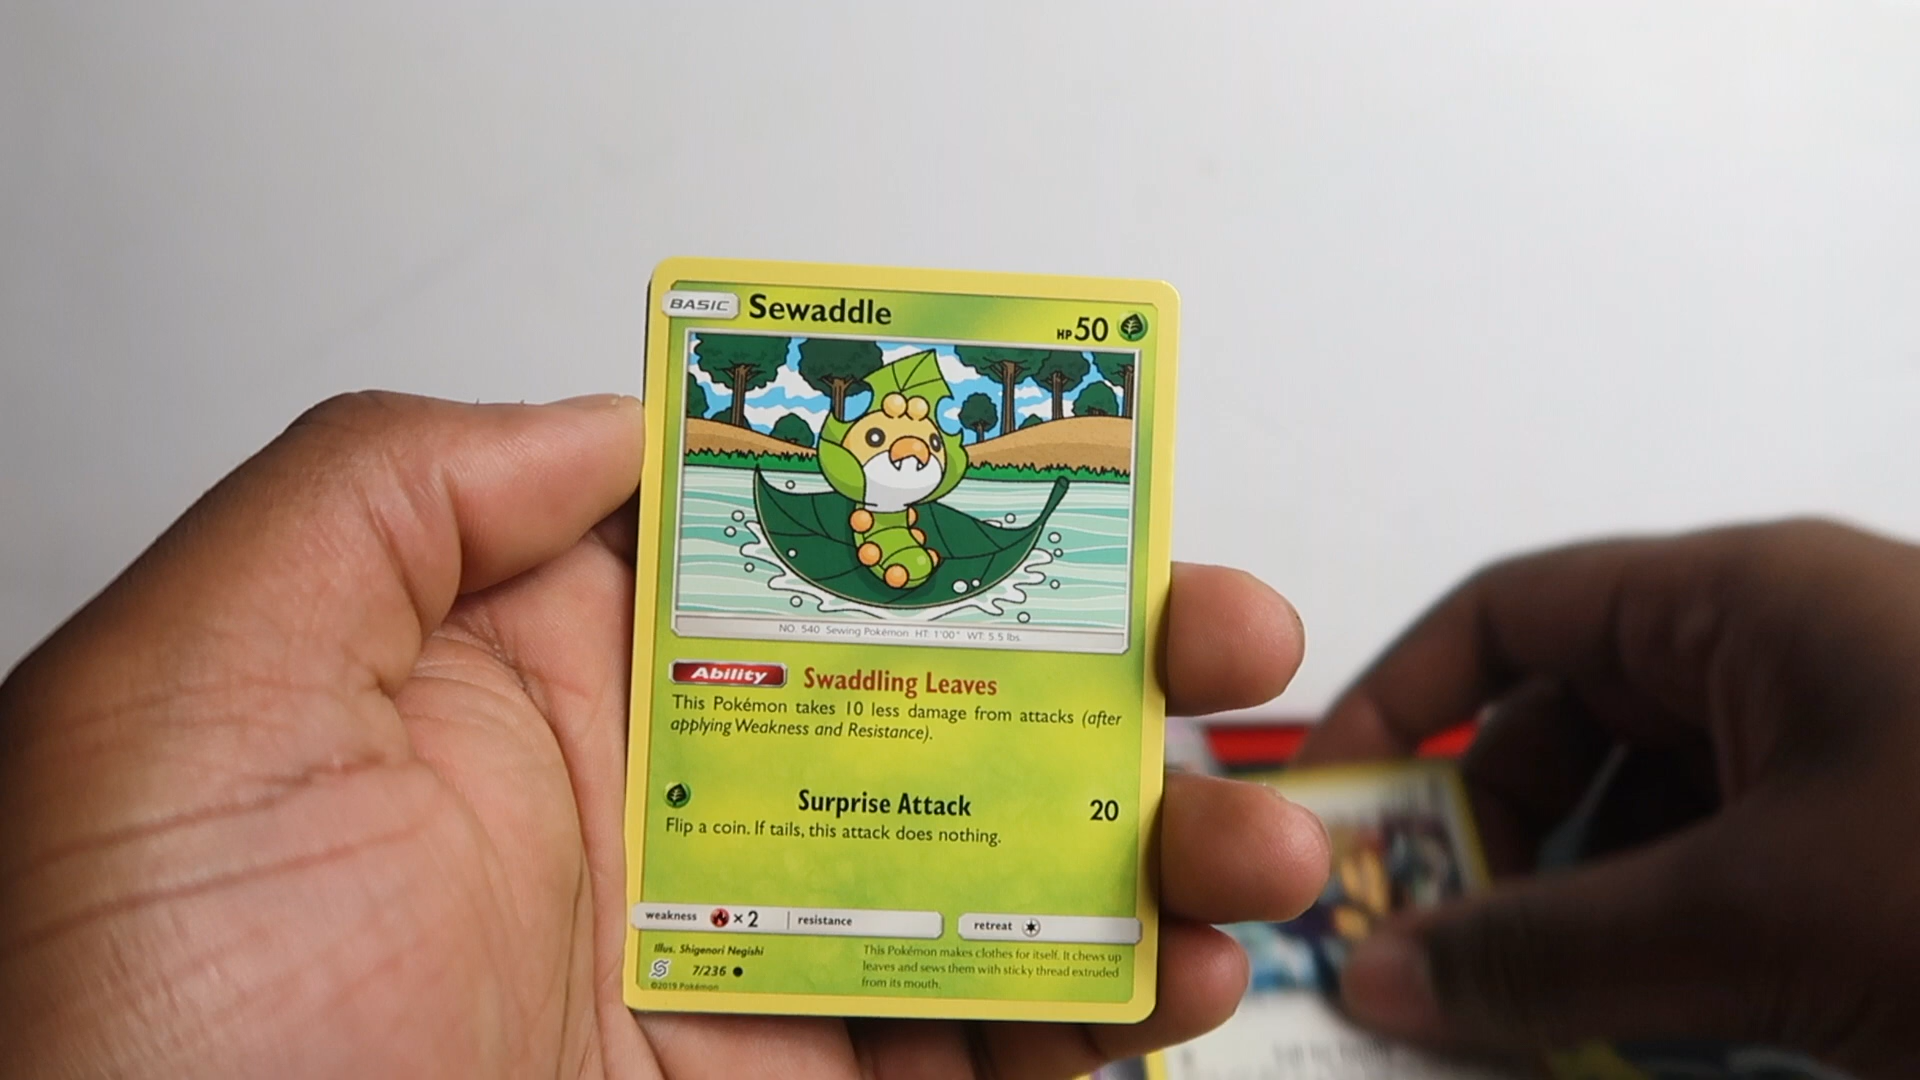 BASIC Sewaddle HP 50
NO. 540 Sewing Pokémon HT: 1'00" WT: 5.5 lbs.
Ability Swaddling Leaves
This Pokémon takes 10 less damage from attacks (after
applying Weakness and Resistance).
Surprise Attack 20
Flip a coin. If tails, this attack does nothing.
weakness ×2 resistance retreat
Illus. Shigenori Negishi
7/236
©2019 Pokémon
This Pokémon makes clothes for itself. It chews up
leaves and sews them with sticky thread extruded
from its mouth.